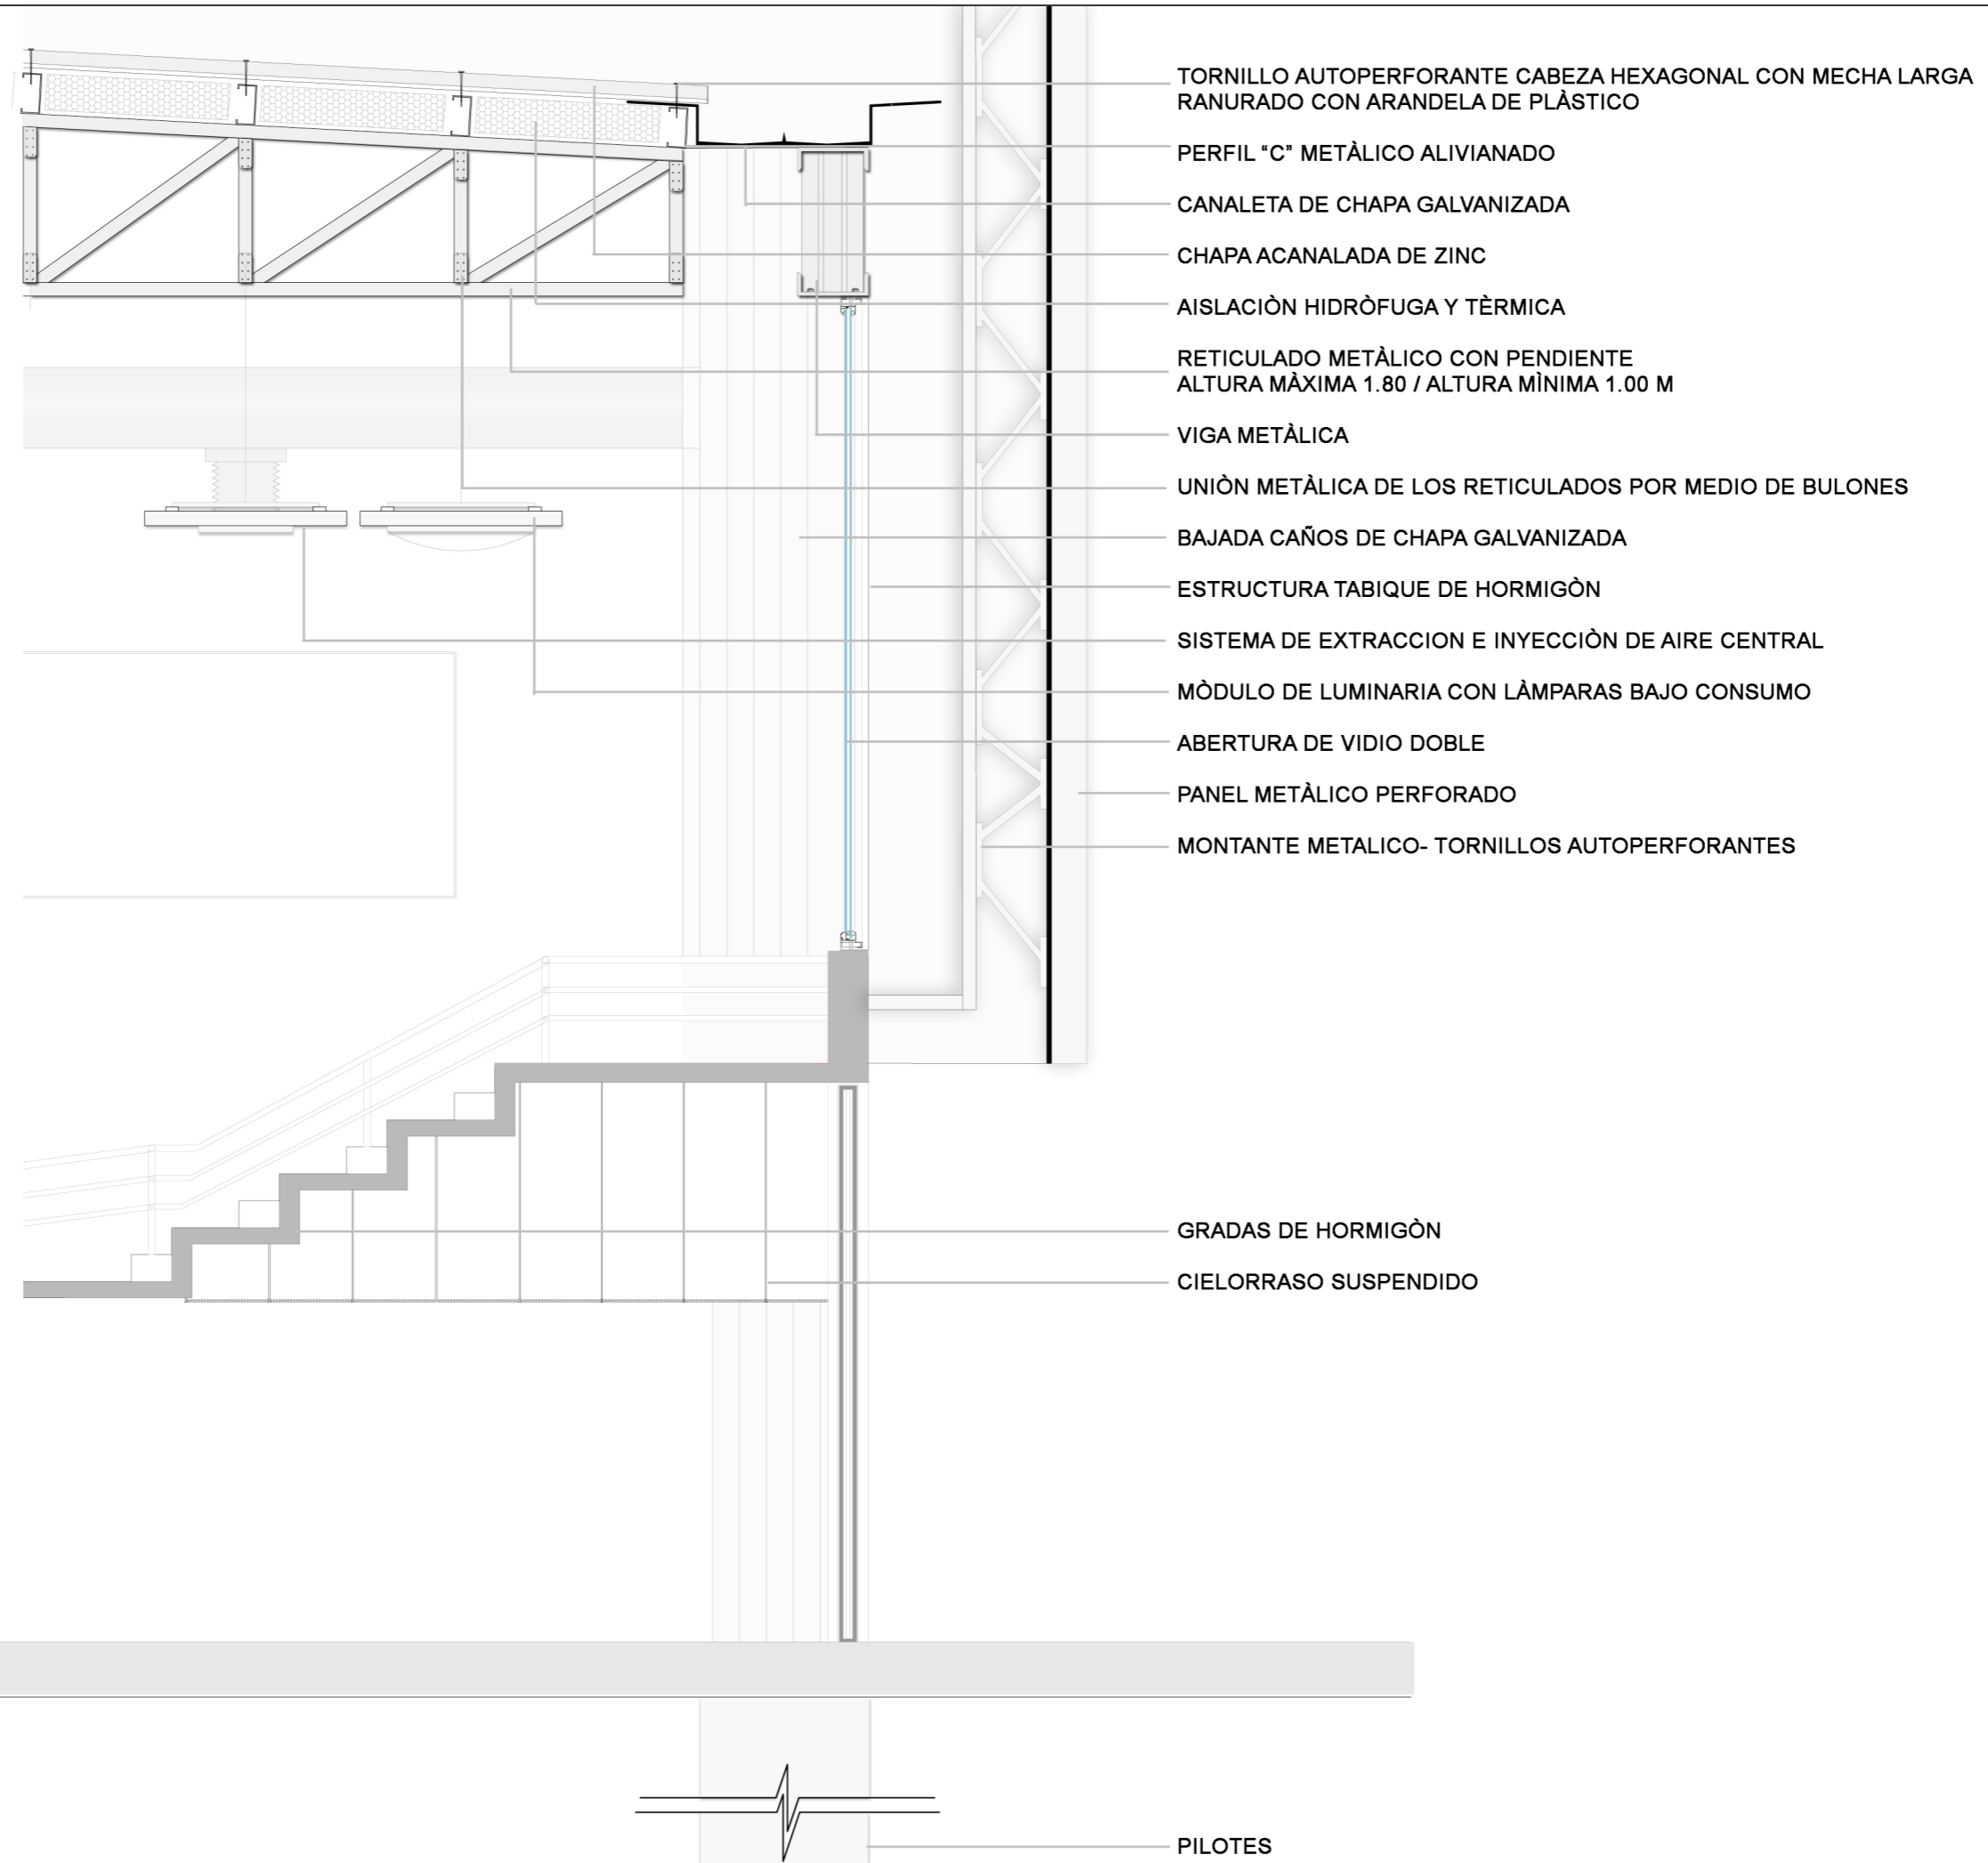 TORNILLO AUTOPERFORANTE CABEZA HEXAGONAL CON MECHA LARGA
RANURADO CON ARANDELA DE PLÀSTICO
PERFIL “C” METÀLICO ALIVIANADO
CANALETA DE CHAPA GALVANIZADA
CHAPA ACANALADA DE ZINC
AISLACIÒN HIDRÒFUGA Y TÈRMICA
RETICULADO METÀLICO CON PENDIENTE
ALTURA MÀXIMA 1.80 / ALTURA MÌNIMA 1.00 M
VIGA METÀLICA
UNIÒN METÀLICA DE LOS RETICULADOS POR MEDIO DE BULONES
BAJADA CAÑOS DE CHAPA GALVANIZADA
ESTRUCTURA TABIQUE DE HORMIGÒN
SISTEMA DE EXTRACCION E INYECCIÒN DE AIRE CENTRAL
MÒDULO DE LUMINARIA CON LÀMPARAS BAJO CONSUMO
ABERTURA DE VIDIO DOBLE
PANEL METÀLICO PERFORADO
MONTANTE METALICO- TORNILLOS AUTOPERFORANTES
GRADAS DE HORMIGÒN
CIELORRASO SUSPENDIDO
PILOTES